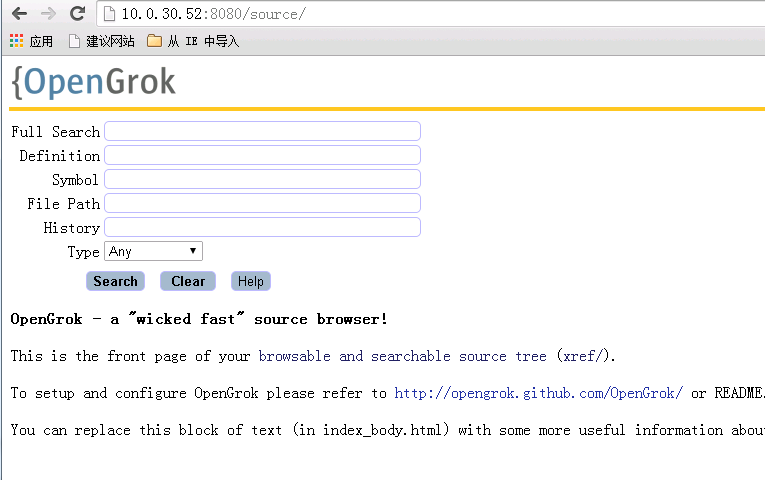 10.0.30.52:8080/source/
应用 建议网站 从 IE 中导入
{OpenGrok
Full Search
Definition
Symbol
File Path
History
Type Any
Search Clear Help
OpenGrok - a "wicked fast" source browser!
This is the front page of your browsable and searchable source tree (xref/).
To setup and configure OpenGrok please refer to http://opengrok.github.com/OpenGrok/ or README.
You can replace this block of text (in index_body.html) with some more useful information abou